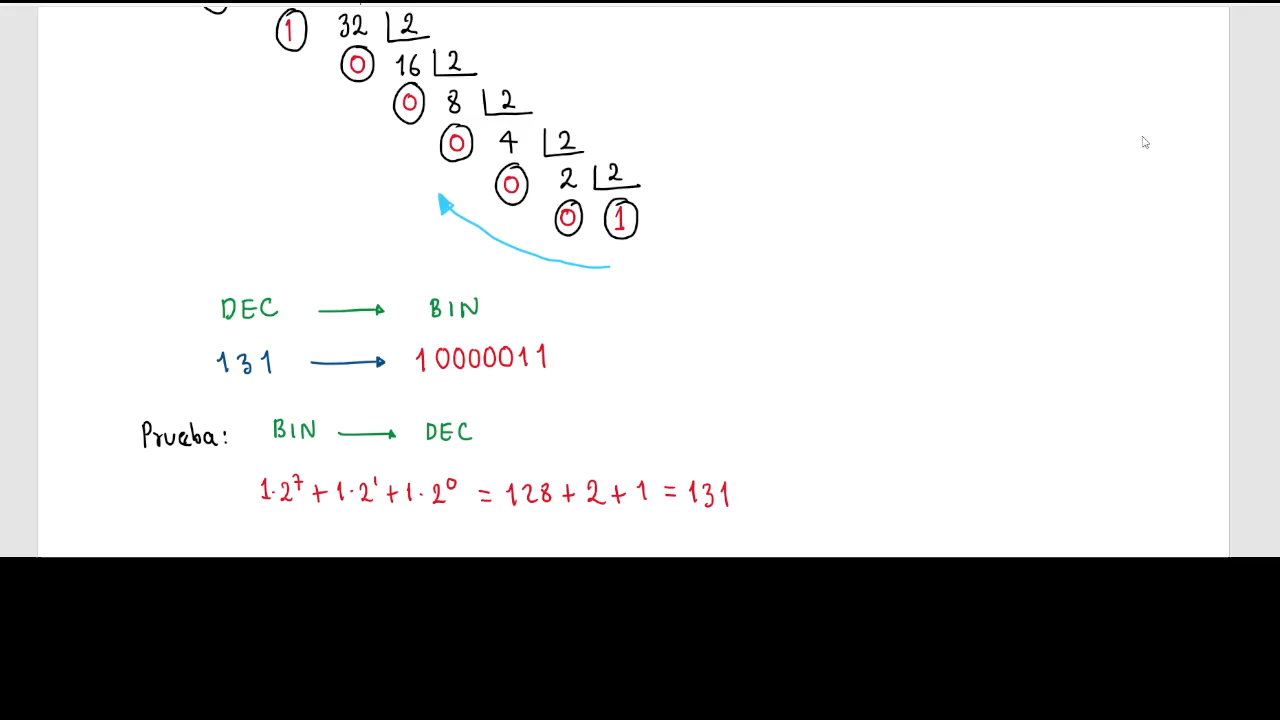 1 32 2
0 16 2
0 8 2
0 4 2
0 2 2
0 1
DEC → BIN
131 → 10000011
Prueba: BIN → DEC
1·2⁷ + 1·2¹ + 1·2⁰ = 128 + 2 + 1 = 131